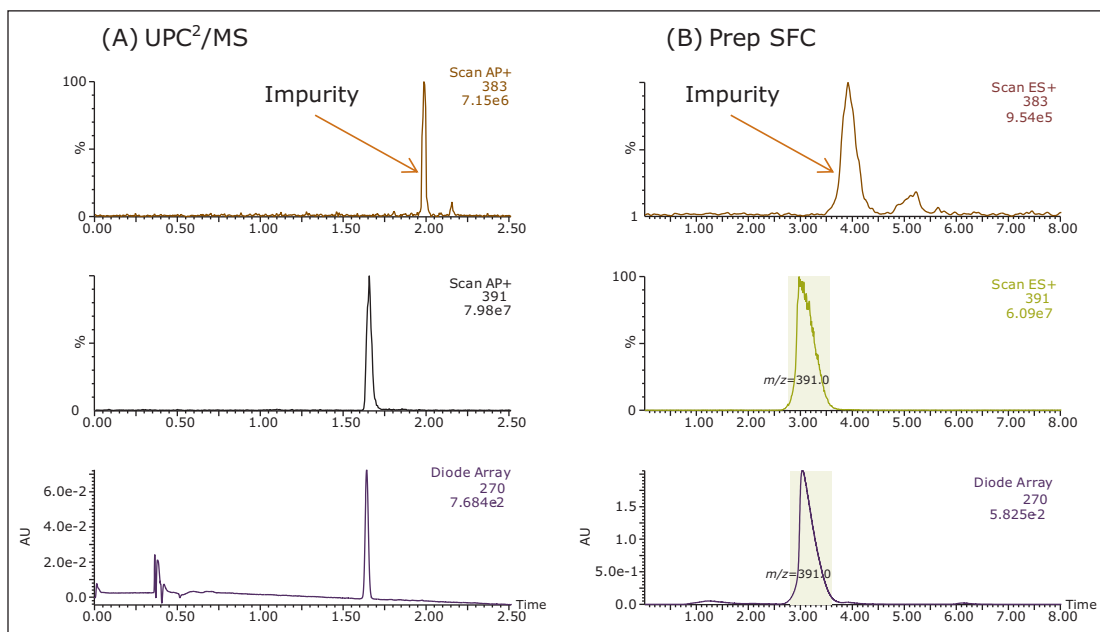 (A) UPC²/MS
Scan AP+
383
7.15e6
Impurity
100
%
0
0.00 0.50 1.00 1.50 2.00 2.50
Scan AP+
391
7.98e7
%
0
0.00 0.50 1.00 1.50 2.00 2.50
Diode Array
270
7.684e2
6.0e-2
4.0e-2
2.0e-2
0.0
AU
0.00 0.50 1.00 1.50 2.00 2.50
Time
(B) Prep SFC
Scan ES+
383
9.54e5
Impurity
%
1
1.00 2.00 3.00 4.00 5.00 6.00 7.00 8.00
Scan ES+
391
6.09e7
100
%
0
m/z=391.0
1.00 2.00 3.00 4.00 5.00 6.00 7.00 8.00
Diode Array
270
5.825e-2
1.5
1.0
5.0e-1
0.0
AU
m/z=391.0
1.00 2.00 3.00 4.00 5.00 6.00 7.00 8.00
Time